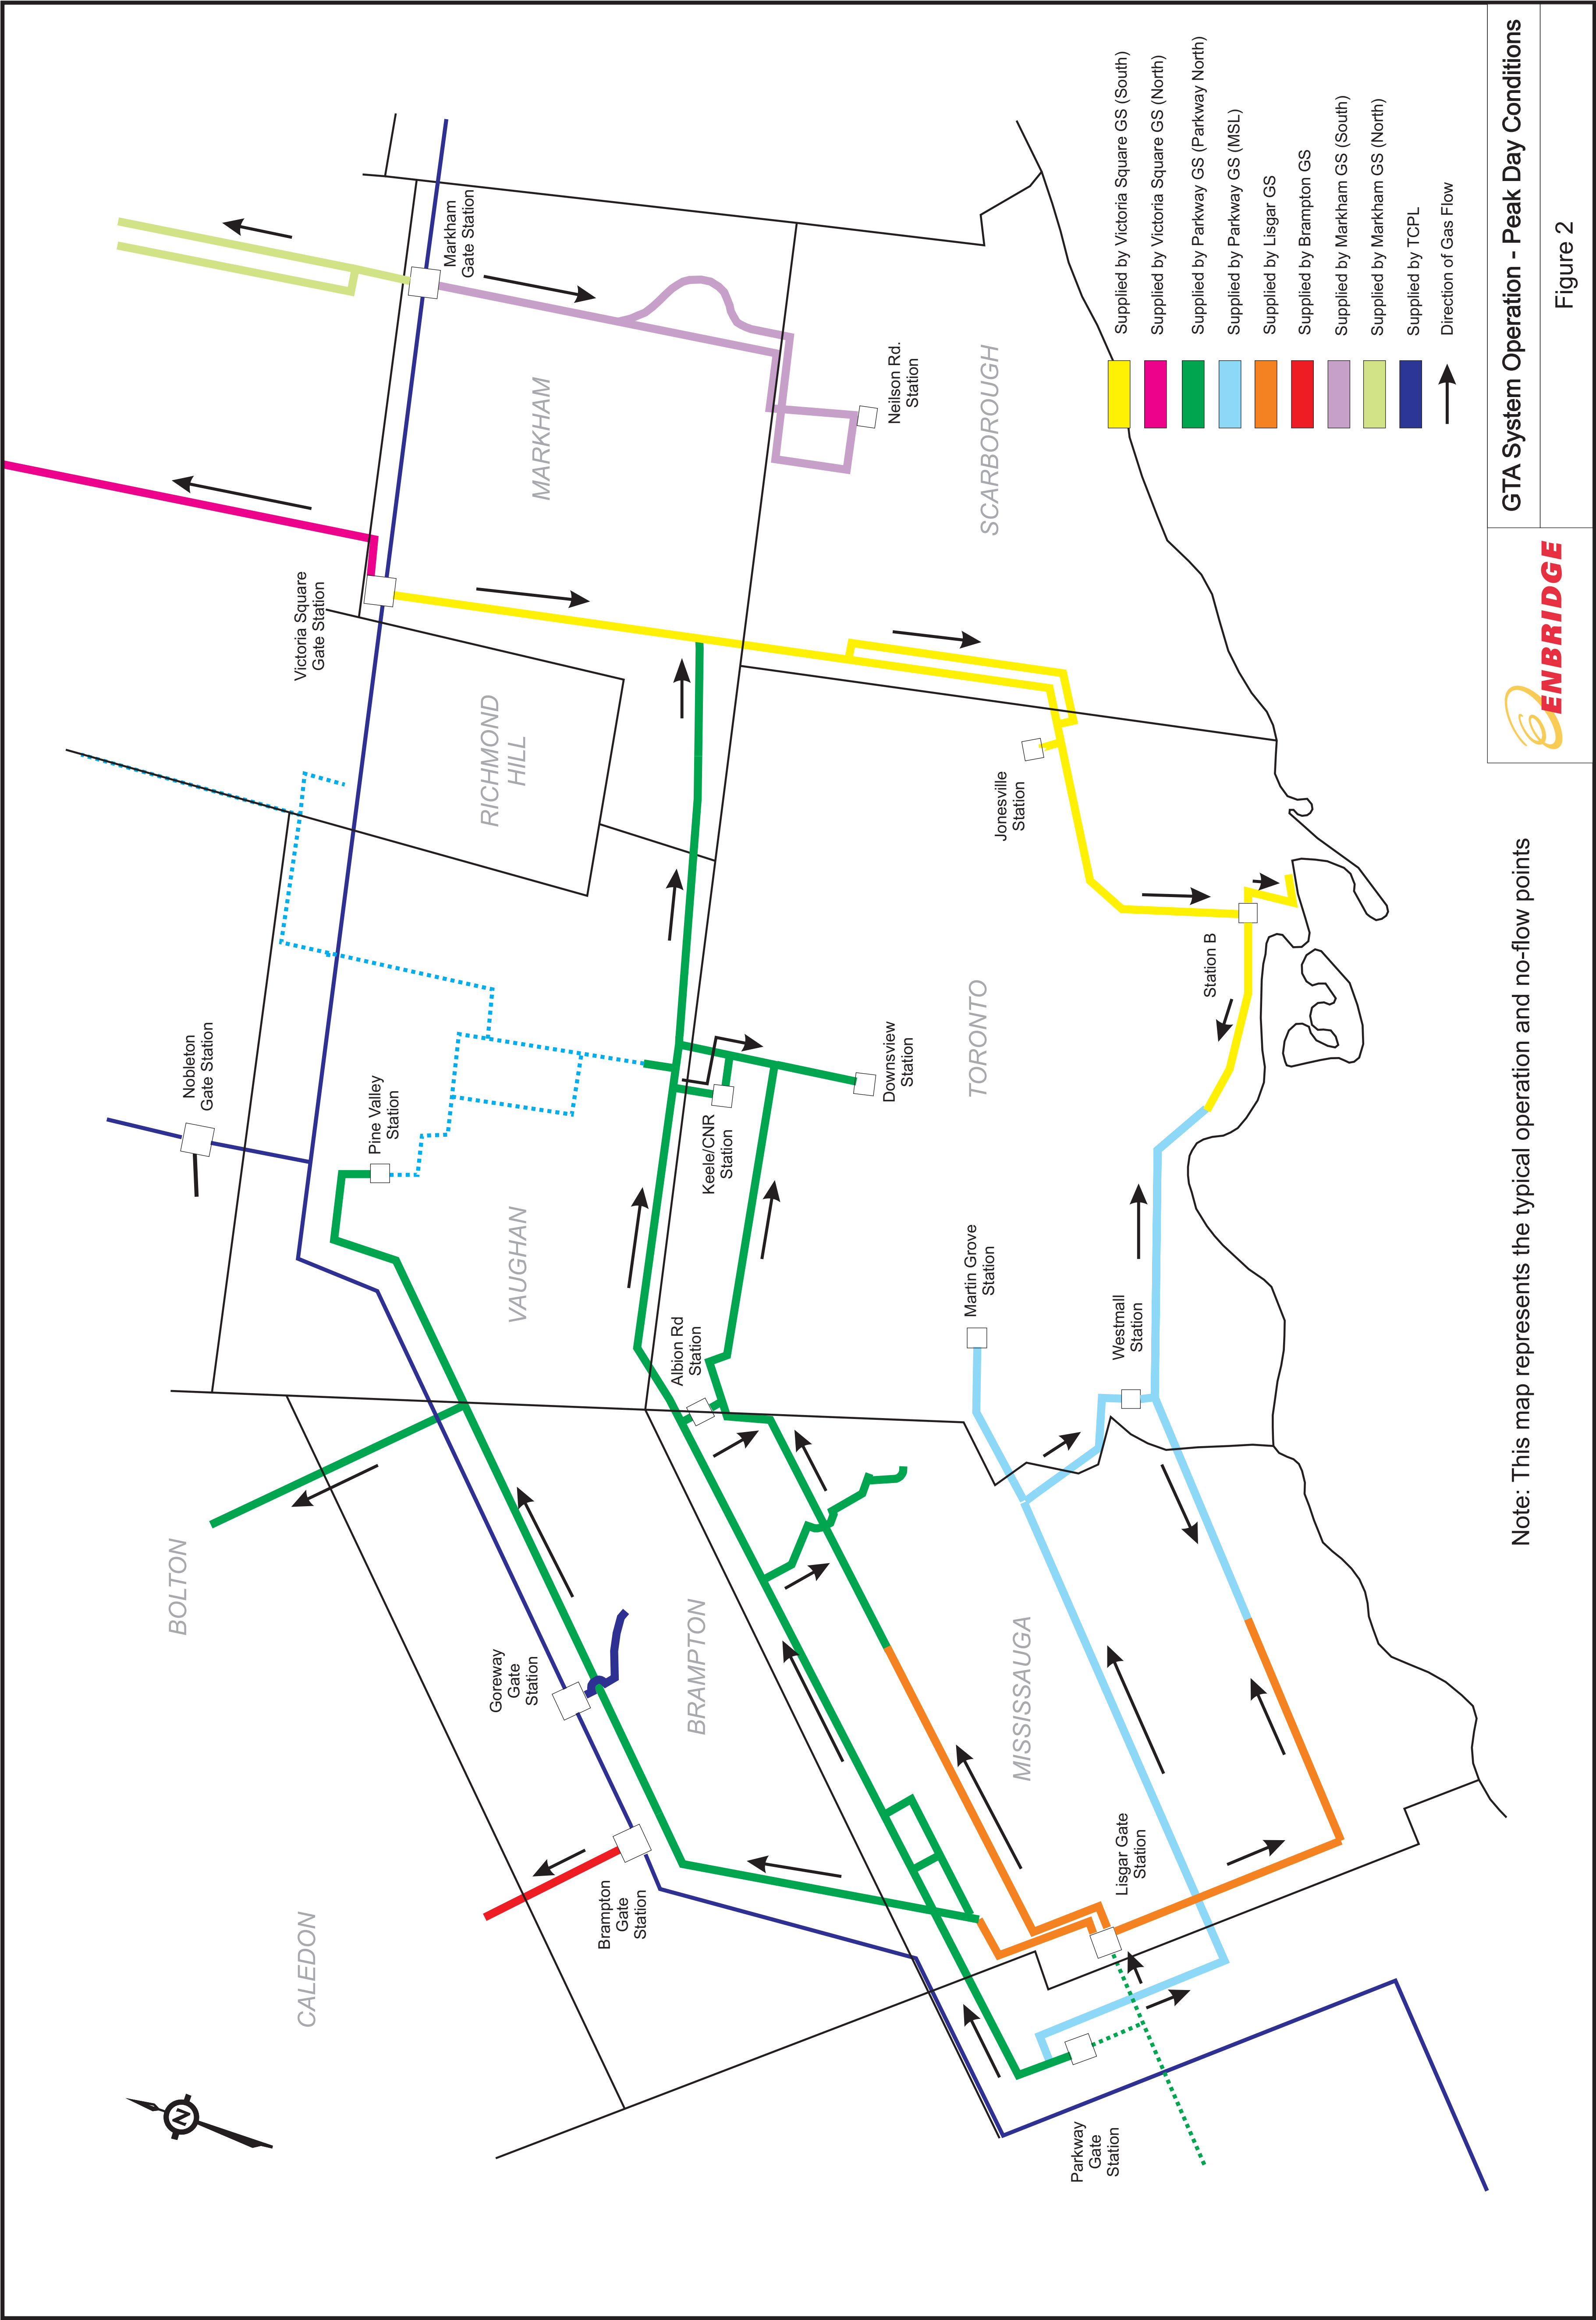 BOLTON
CALEDON
Nobleton
Gate Station
Victoria Square
Gate Station
Markham
Gate Station
Pine Valley
Station
RICHMOND
HILL
MARKHAM
VAUGHAN
Goreway
Gate
Station
Brampton
Gate
Station
BRAMPTON
Albion Rd
Station
Keele/CNR
Station
Downsview
Station
Neilson Rd.
Station
SCARBOROUGH
Jonesville
Station
TORONTO
Martin Grove
Station
MISSISSAUGA
Westmall
Station
Station B
Lisgar Gate
Station
Parkway
Gate
Station
N
Supplied by Victoria Square GS (South)
Supplied by Victoria Square GS (North)
Supplied by Parkway GS (Parkway North)
Supplied by Parkway GS (MSL)
Supplied by Lisgar GS
Supplied by Brampton GS
Supplied by Markham GS (South)
Supplied by Markham GS (North)
Supplied by TCPL
Direction of Gas Flow
Note: This map represents the typical operation and no-flow points
ENBRIDGE
GTA System Operation - Peak Day Conditions
Figure 2